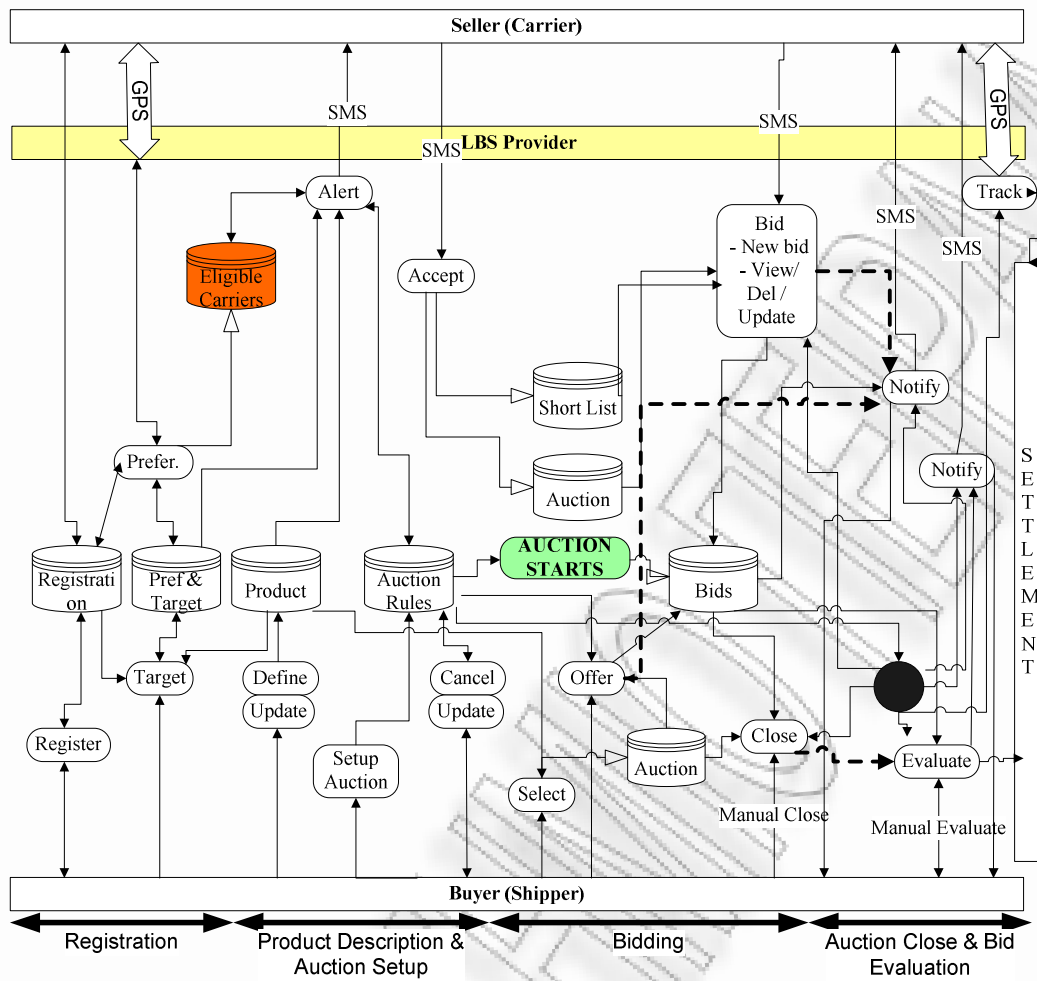 Seller (Carrier)
GPS
SMS
SMS
GPS
LBS Provider
SMS
Alert
Track
Bid
- New bid
- View/
Del /
Update
SMS
SMS
Eligible
Carriers
Accept
Short List
Notify
Prefer.
Auction
Notify
SETTLEMENT
AUCTION
STARTS
Registrati
on
Pref &
Target
Product
Auction
Rules
Bids
Target
Define
Update
Cancel
Update
Offer
Register
Setup
Auction
Close
Evaluate
Auction
Select
Manual Close
Manual Evaluate
Buyer (Shipper)
Registration
Product Description &
Auction Setup
Bidding
Auction Close & Bid
Evaluation